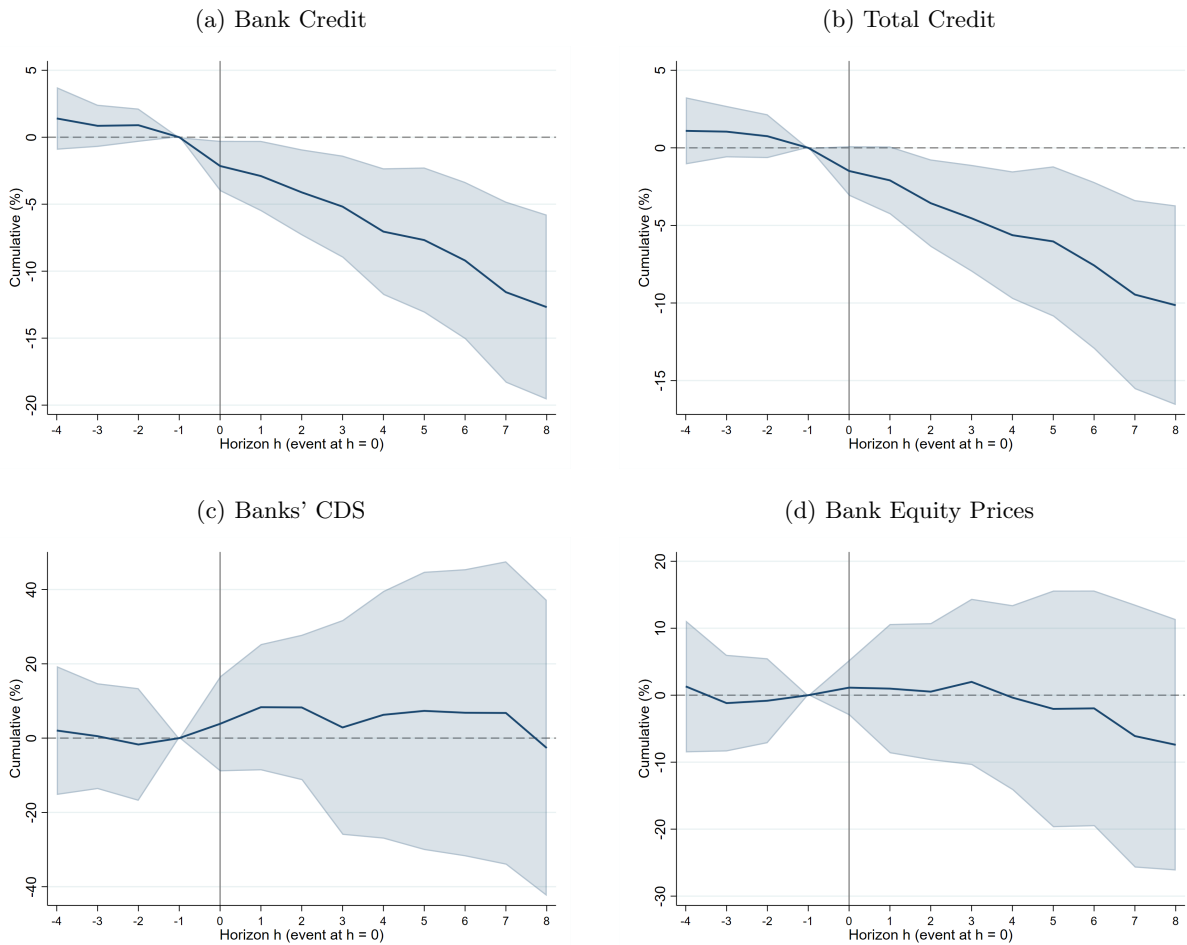 (a) Bank Credit
Cumulative (%)
5
0
-5
-10
-15
-20
-4 -3 -2 -1 0 1 2 3 4 5 6 7 8
Horizon h (event at h = 0)
(b) Total Credit
Cumulative (%)
5
0
-5
-10
-15
-4 -3 -2 -1 0 1 2 3 4 5 6 7 8
Horizon h (event at h = 0)
(c) Banks' CDS
Cumulative (%)
40
20
0
-20
-40
-4 -3 -2 -1 0 1 2 3 4 5 6 7 8
Horizon h (event at h = 0)
(d) Bank Equity Prices
Cumulative (%)
20
10
0
-10
-20
-30
-4 -3 -2 -1 0 1 2 3 4 5 6 7 8
Horizon h (event at h = 0)